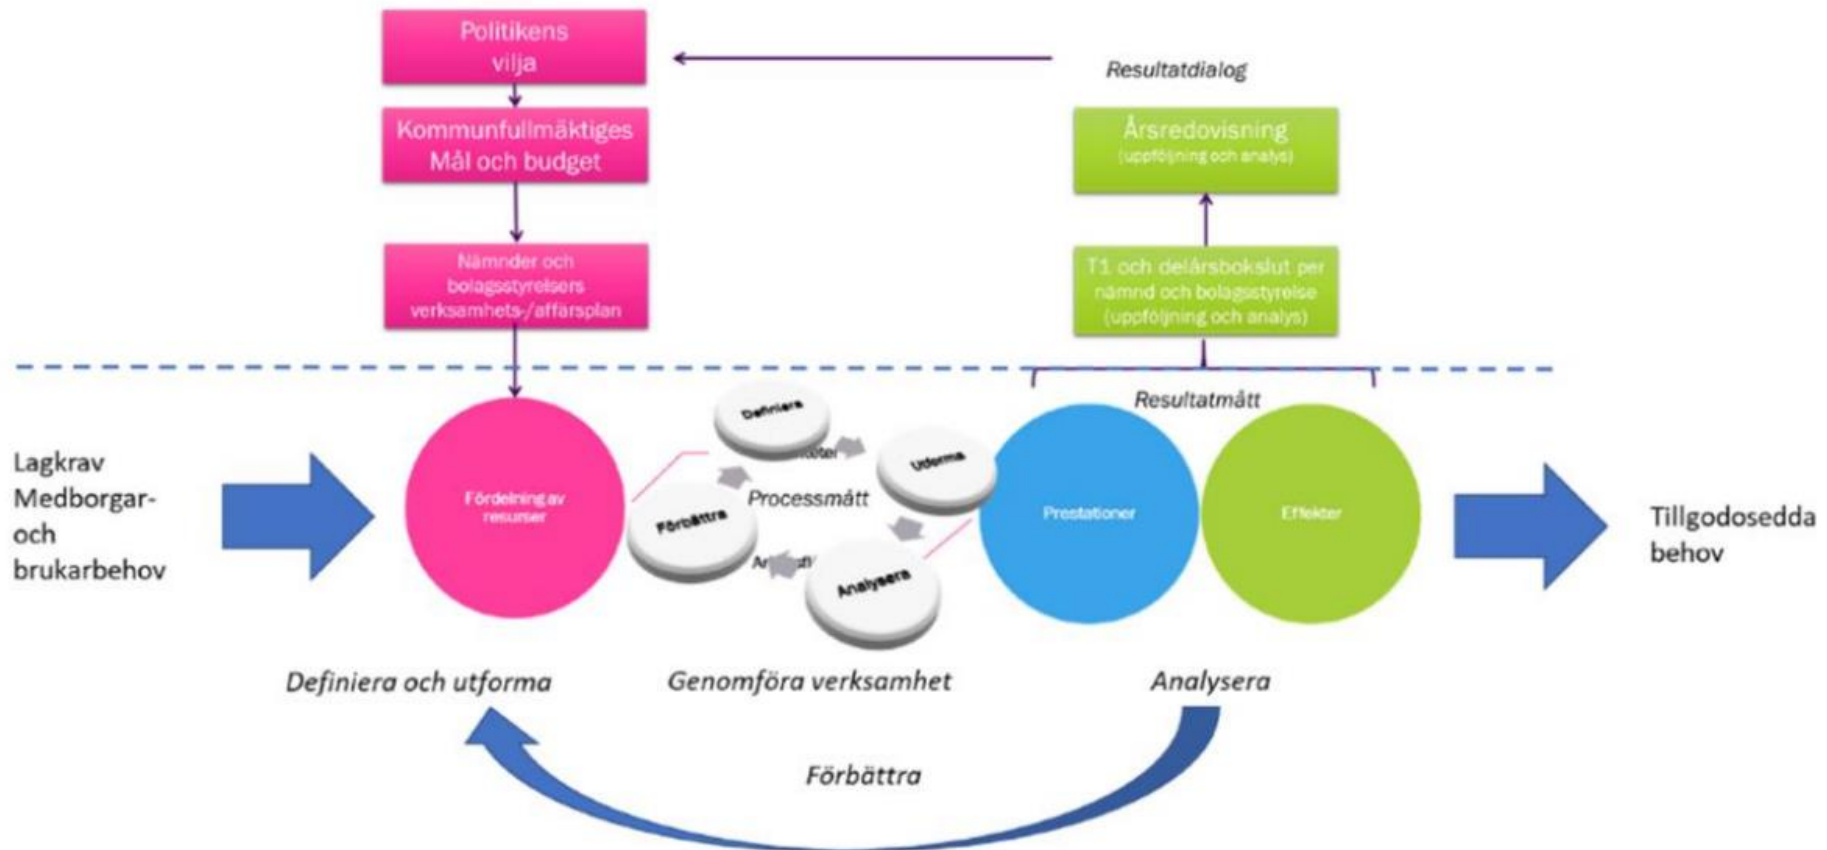 Politikens
vilja
Resultatdialog
Kommunfullmäktiges
Mål och budget
Årsredovisning
(uppföljning och analys)
Nämnder och
bolagsstyrelsers
verksamhets-/affärsplan
T1 och delårsbokslut per
nämnd och bolagsstyrelse
(uppföljning och analys)
Resultatmått
Lagkrav
Medborgar-
och
brukarbehov
Fördelning av
resurser
Definiera
Utforma
Processmått
Förbättra
Analysera
Prestationer
Effekter
Tillgodosedda
behov
Definiera och utforma
Genomföra verksamhet
Analysera
Förbättra